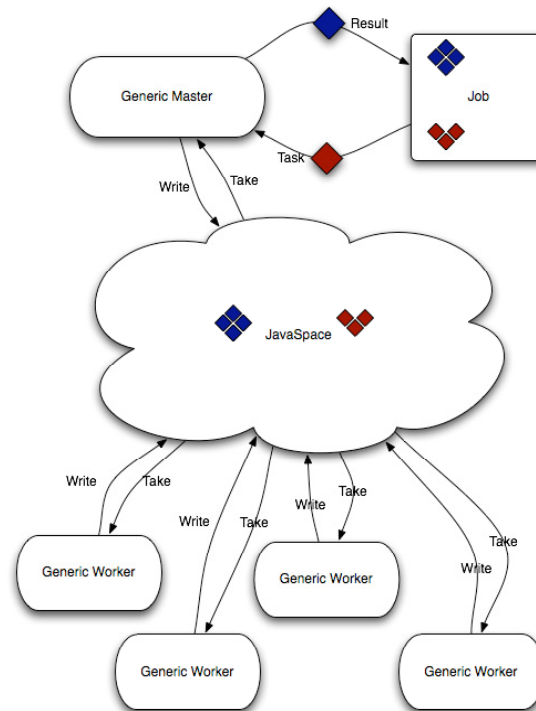 Result
Generic Master
Job
Task
Write
Take
JavaSpace
Write
Take
Write
Take
Write
Take
Write
Take
Generic Worker
Generic Worker
Generic Worker
Generic Worker